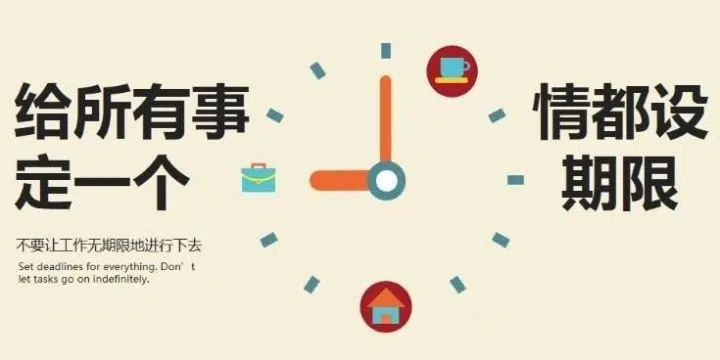 给所有事情都设
定一个期限
不要让工作无期限地进行下去
Set deadlines for everything. Don't
let tasks go on indefinitely.